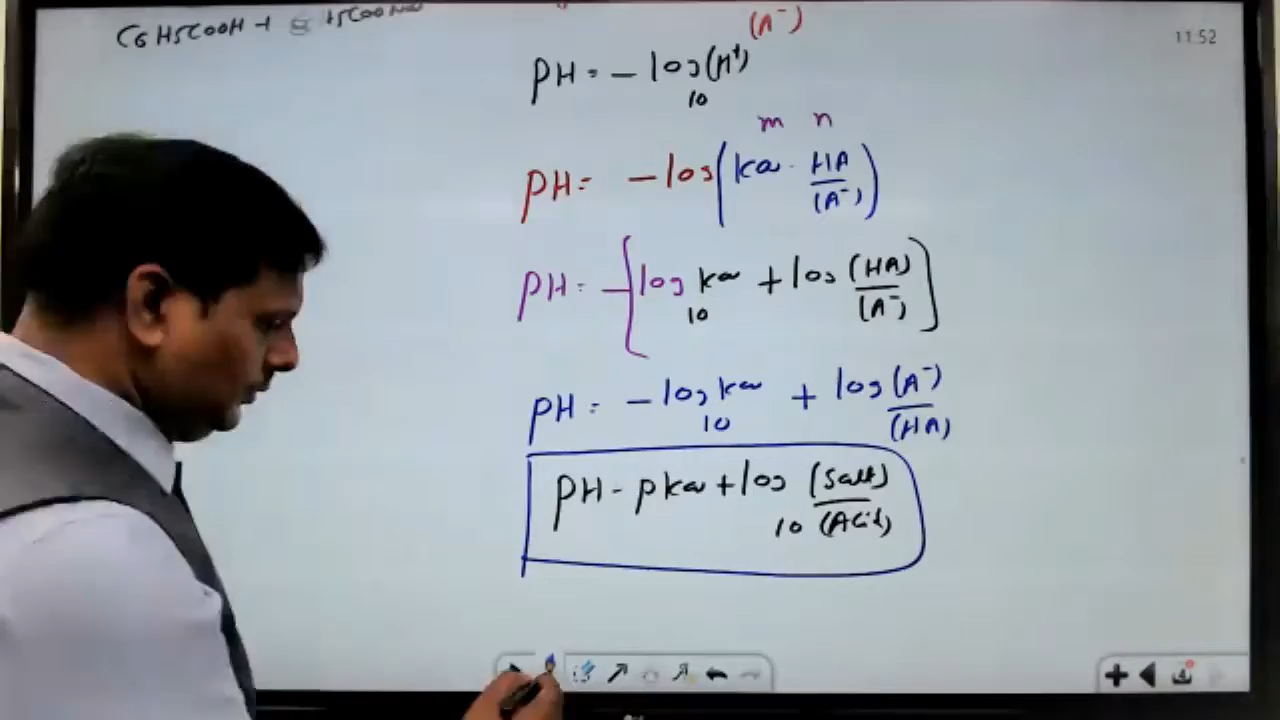 C6H5COOH +
11:52
(A⁻)
PH = - log10 (H⁺)
m n
PH = - log (ka · HA/(A⁻))
PH = - [log10 ka + log (HA)/(A⁻)]
PH = - log10 ka + log (A⁻)/(HA)
PH - pka + log10 (Salt)/(Acid)